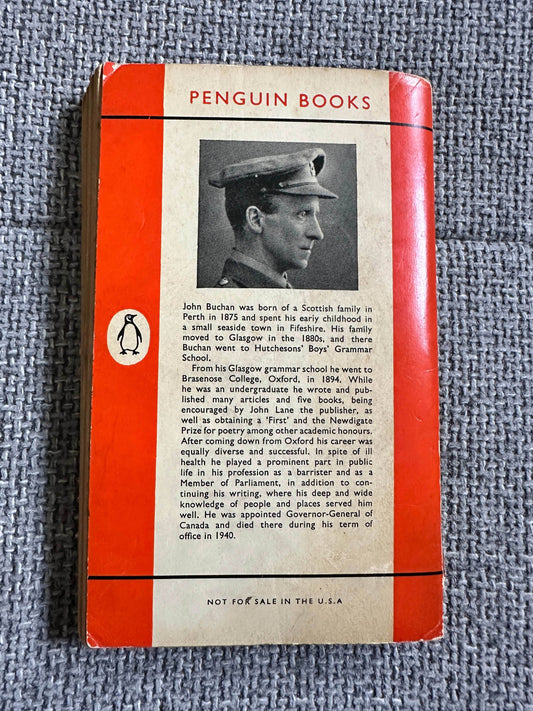 PENGUIN BOOKS
John Buchan was born of a Scottish family in
Perth in 1875 and spent his early childhood in
a small seaside town in Fifeshire. His family
moved to Glasgow in the 1880s, and there
Buchan went to Hutchesons' Boys' Grammar
School.
From his Glasgow grammar school he went to
Brasenose College, Oxford, in 1894. While
he was an undergraduate he wrote and pub-
lished many articles and five books, being
encouraged by John Lane the publisher, as
well as obtaining a 'First' and the Newdigate
Prize for poetry among other academic honours.
After coming down from Oxford his career was
equally diverse and successful. In spite of ill
health he played a prominent part in public
life in his profession as a barrister and as a
Member of Parliament, in addition to con-
tinuing his writing, where his deep and wide
knowledge of people and places served him
well. He was appointed Governor-General of
Canada and died there during his term of
office in 1940.
NOT FOR SALE IN THE U.S.A